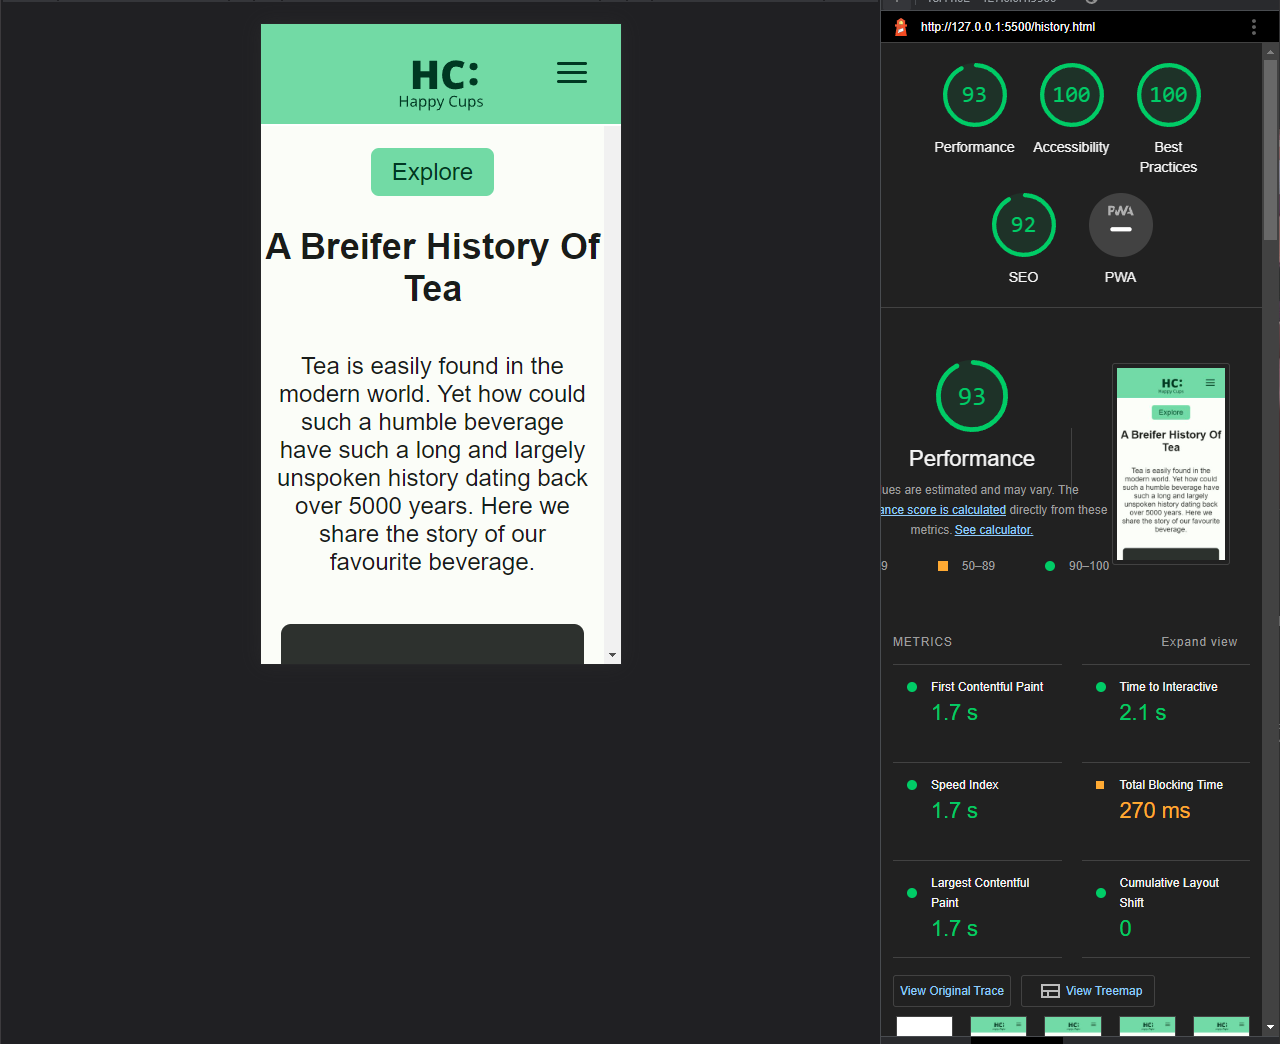 HC:
Happy Cups
Explore
A Breifer History Of
Tea
Tea is easily found in the
modern world. Yet how could
such a humble beverage
have such a long and largely
unspoken history dating back
over 5000 years. Here we
share the story of our
favourite beverage.
http://127.0.0.1:5500/history.html
93
100
100
Performance
Accessibility
Best
Practices
92
PWA
SEO
PWA
93
Performance
ues are estimated and may vary. The
ance score is calculated directly from these
metrics. See calculator.
9
50–89
90–100
HC:
Happy Cups
Explore
A Breifer History Of
Tea
Tea is easily found in the
modern world. Yet how could
such a humble beverage have
such a long and largely
unspoken history dating back
over 5000 years. Here we
share the story of our favourite
beverage.
METRICS
Expand view
First Contentful Paint
1.7 s
Time to Interactive
2.1 s
Speed Index
1.7 s
Total Blocking Time
270 ms
Largest Contentful
Paint
1.7 s
Cumulative Layout
Shift
0
View Original Trace
View Treemap
HC:
HC:
HC:
HC: